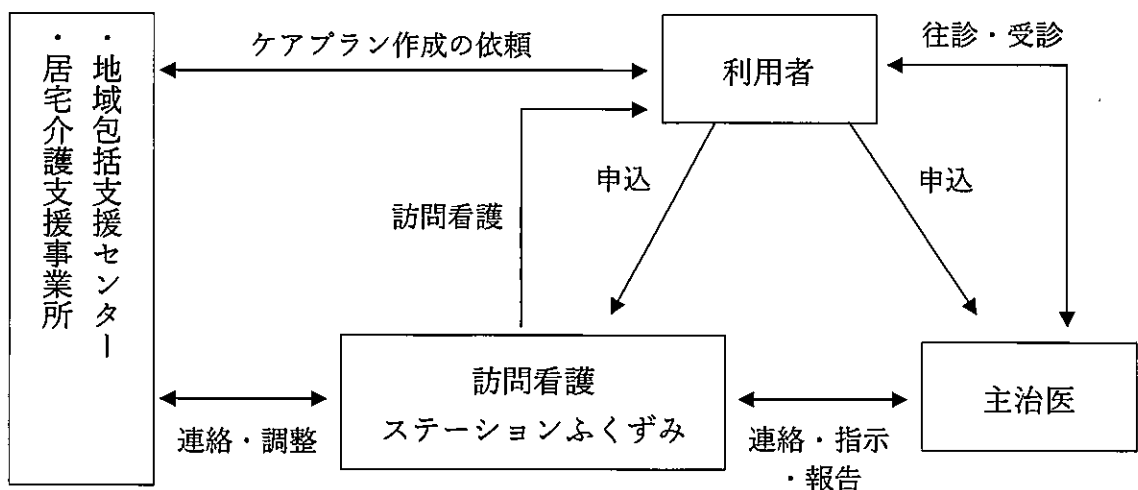 ・地域包括支援センター
・居宅介護支援事業所
ケアプラン作成の依頼
利用者
往診・受診
訪問看護
申込
申込
訪問看護
ステーションふくずみ
主治医
連絡・調整
連絡・指示
・報告